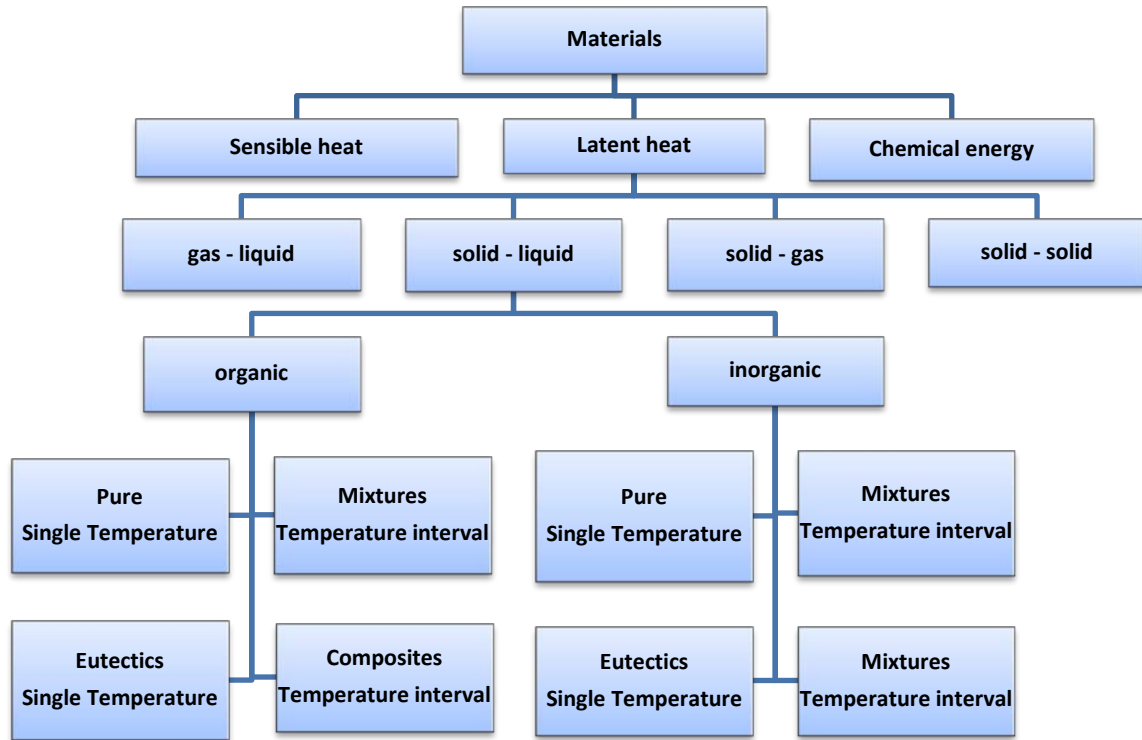 Materials
Sensible heat
Latent heat
Chemical energy
gas - liquid
solid - liquid
solid - gas
solid - solid
organic
inorganic
Pure
Single Temperature
Mixtures
Temperature interval
Pure
Single Temperature
Mixtures
Temperature interval
Eutectics
Single Temperature
Composites
Temperature interval
Eutectics
Single Temperature
Mixtures
Temperature interval